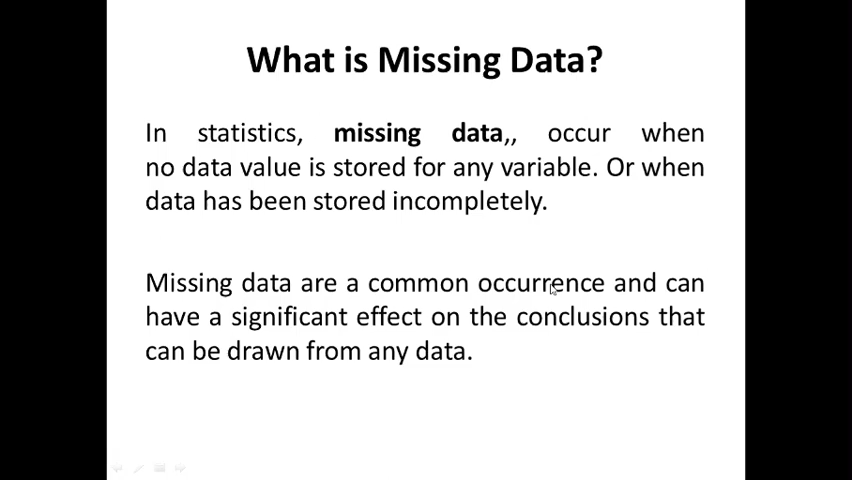 What is Missing Data?
In statistics, missing data,, occur when
no data value is stored for any variable. Or when
data has been stored incompletely.
Missing data are a common occurrence and can
have a significant effect on the conclusions that
can be drawn from any data.